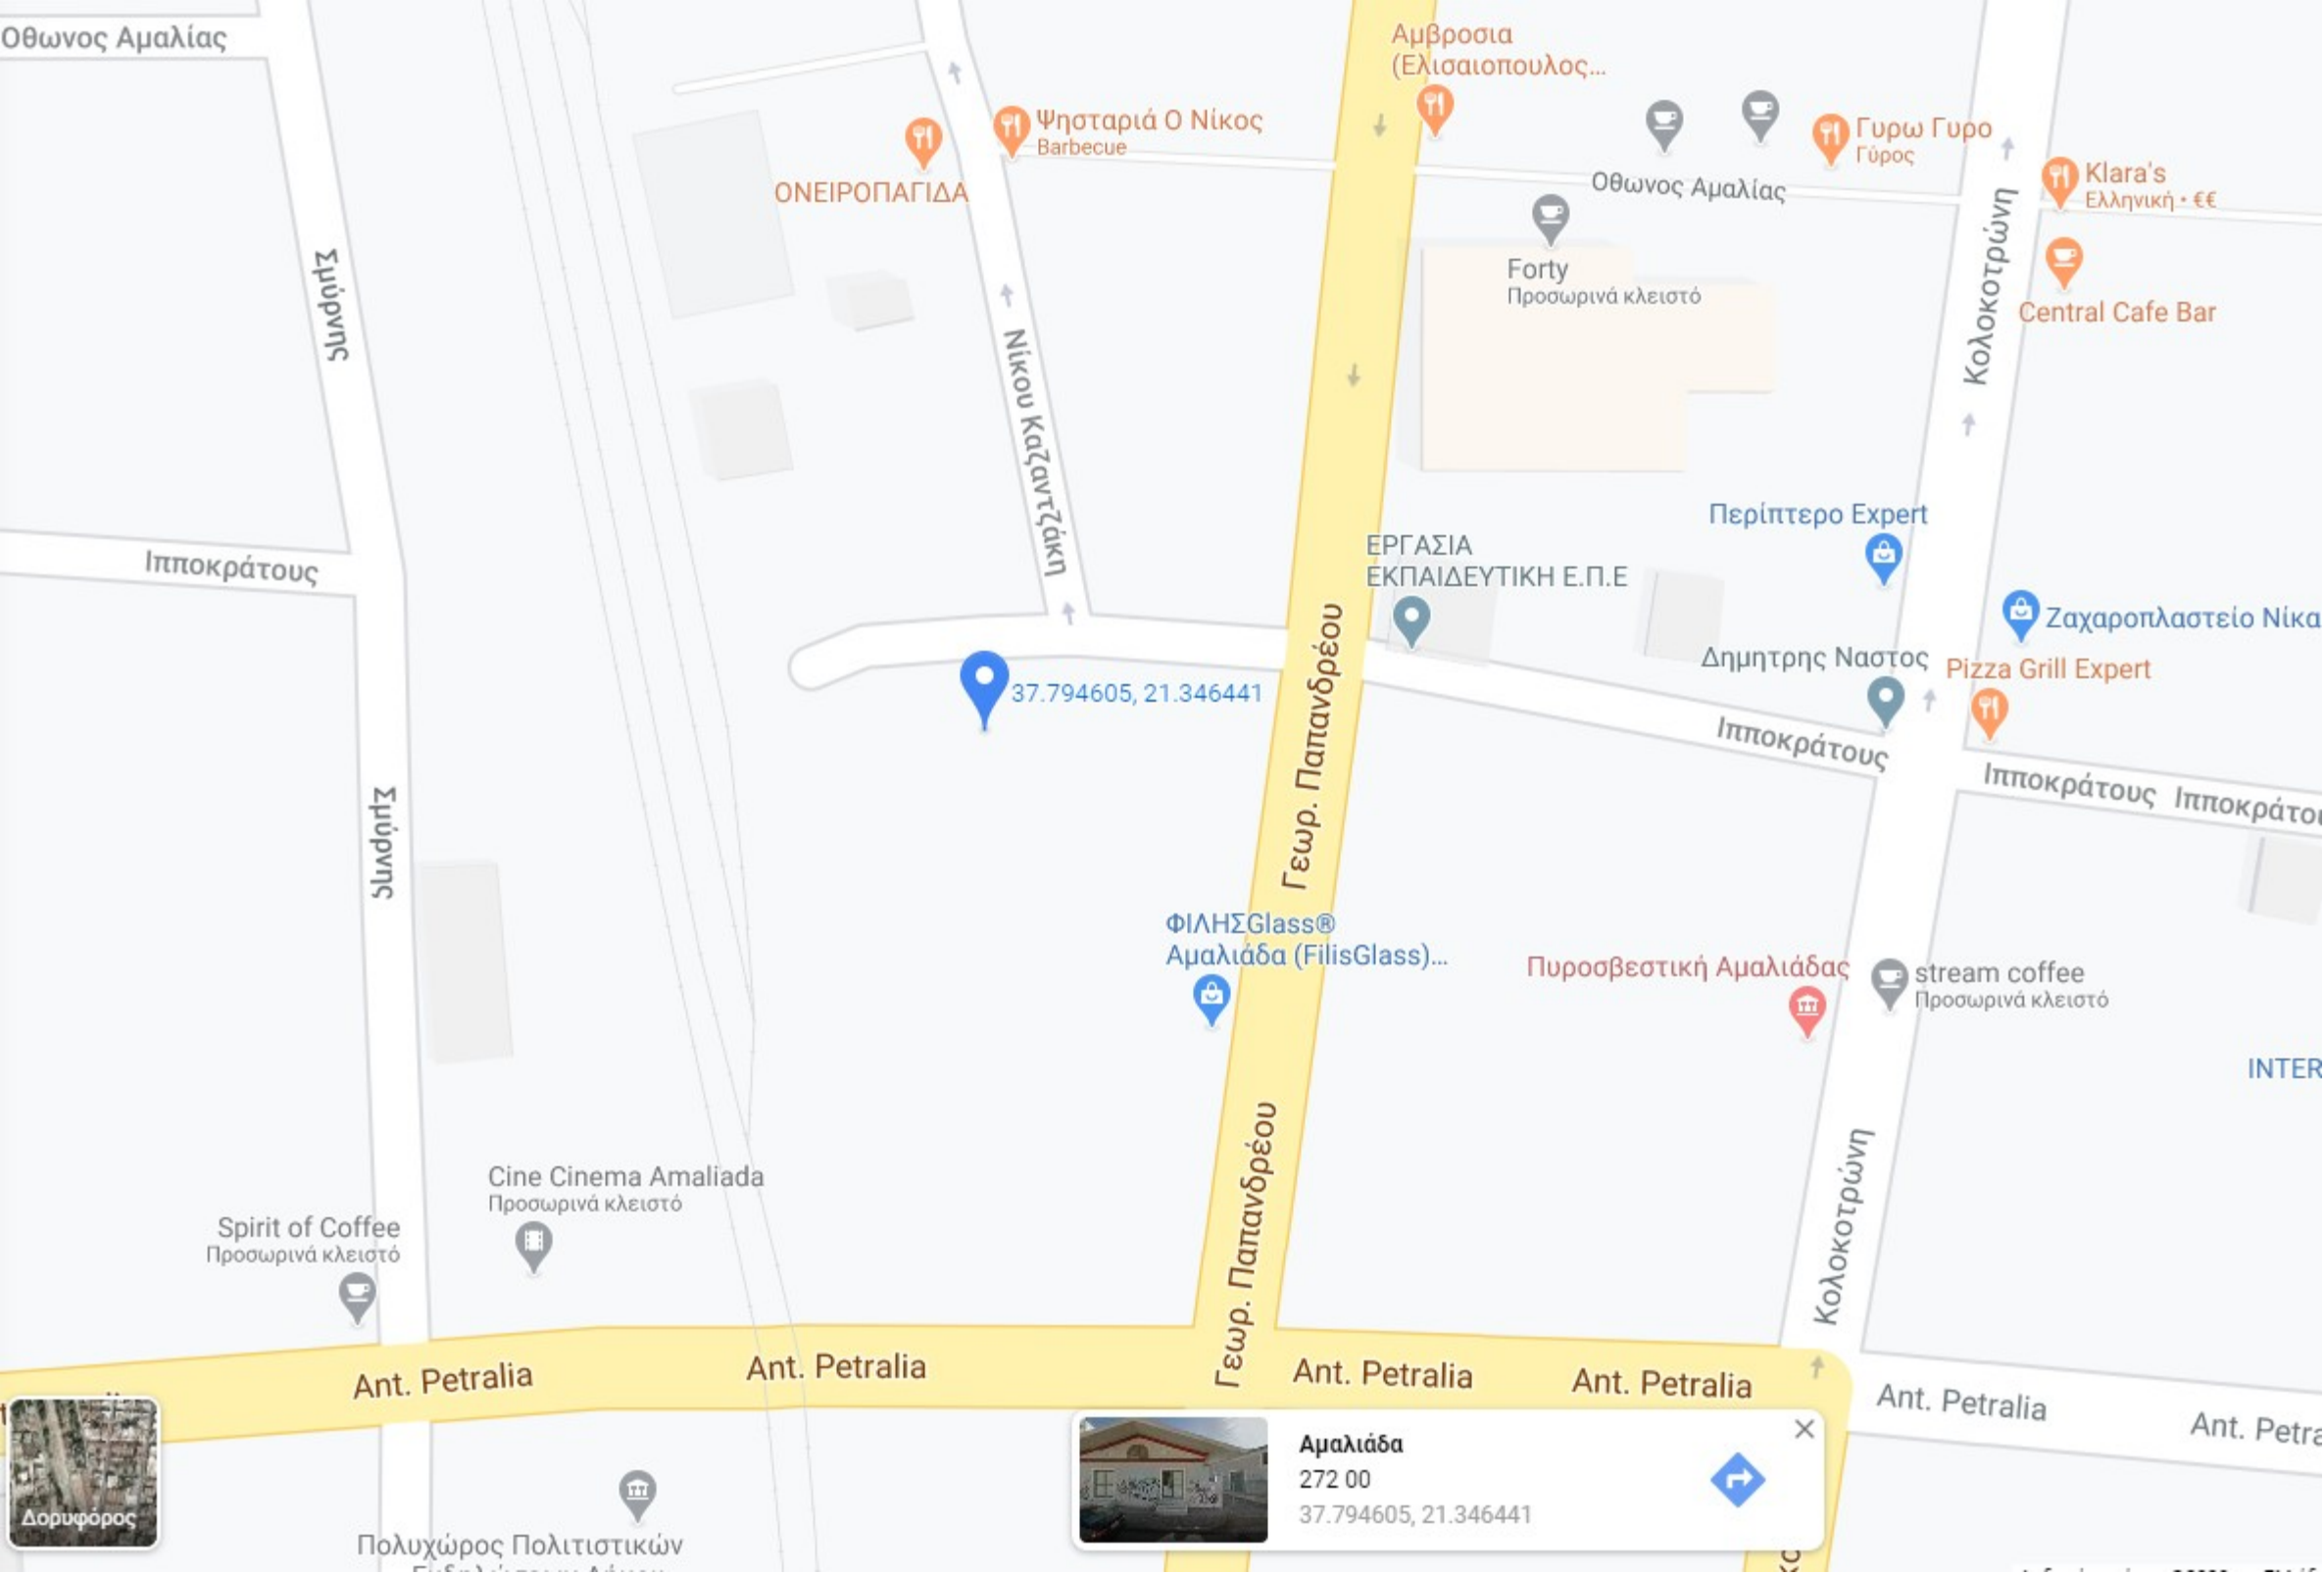 Οθωνος Αμαλίας
Αμβροσια
(Ελισαιοπουλος...
Ψησταριά Ο Νίκος
Barbecue
ΟΝΕΙΡΟΠΑΓΙΔΑ
Γυρω Γυρο
Γύρος
Klara's
Ελληνική • €€
Οθωνος Αμαλίας
Forty
Προσωρινά κλειστό
Central Cafe Bar
Κολοκοτρώνη
Σμύρνης
Νίκου Καζαντζάκη
Περίπτερο Expert
ΕΡΓΑΣΙΑ
ΕΚΠΑΙΔΕΥΤΙΚΗ Ε.Π.Ε
Ιπποκράτους
Ζαχαροπλαστείο Νίκα
Δημητρης Ναστος
Pizza Grill Expert
37.794605, 21.346441
Γεωρ. Παπανδρέου
Ιπποκράτους
Ιπποκράτους
Ιπποκράτου
Σμύρνης
ΦΙΛΗΣGlass®
Αμαλιάδα (FilisGlass)...
Πυροσβεστική Αμαλιάδας
stream coffee
Προσωρινά κλειστό
INTER
Cine Cinema Amaliada
Προσωρινά κλειστό
Spirit of Coffee
Προσωρινά κλειστό
Γεωρ. Παπανδρέου
Κολοκοτρώνη
Ant. Petralia
Ant. Petralia
Ant. Petralia
Ant. Petralia
Ant. Petralia
Ant. Petra
Αμαλιάδα
272 00
37.794605, 21.346441
Δορυφόρος
Πολυχώρος Πολιτιστικών